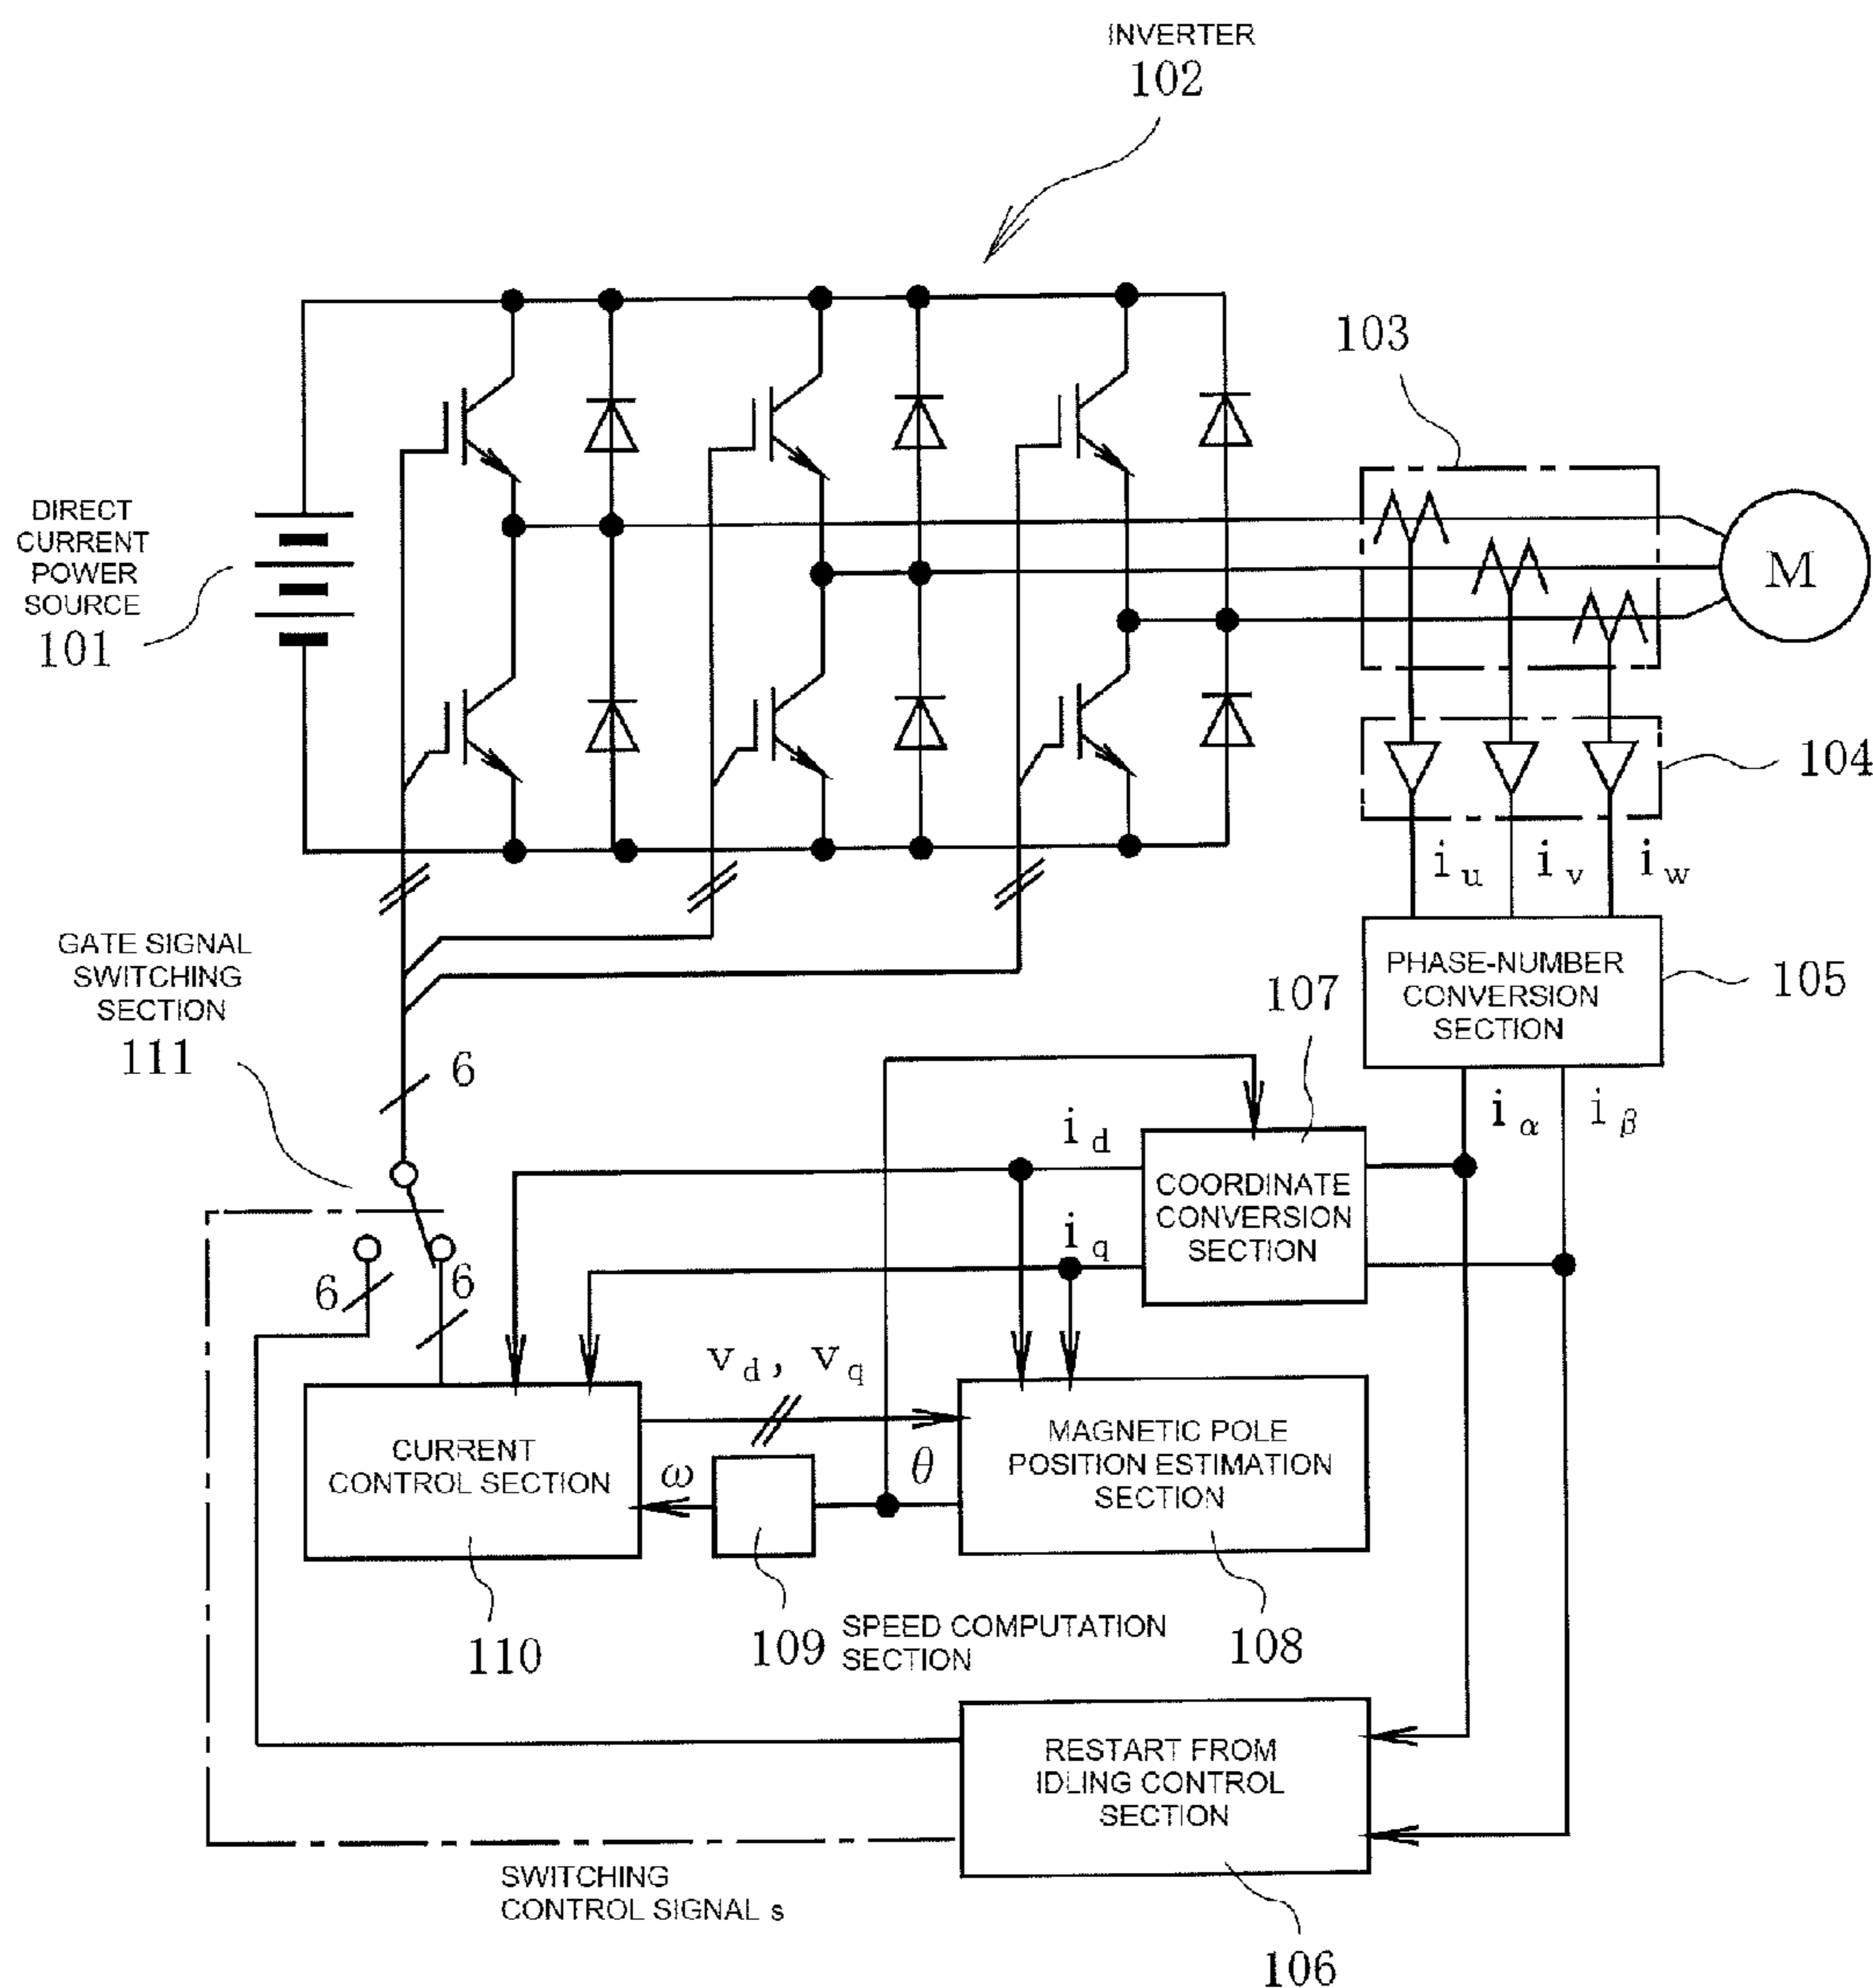 INVERTER
102
103
DIRECT
CURRENT
POWER
SOURCE
101
M
104
i u
i v
i w
GATE SIGNAL
SWITCHING
SECTION
111
PHASE-NUMBER
CONVERSION
SECTION
105
107
6
i d
i α
i β
COORDINATE
CONVERSION
SECTION
i q
6
6
v d , v q
CURRENT
CONTROL SECTION
ω
θ
MAGNETIC POLE
POSITION ESTIMATION
SECTION
110
109
SPEED COMPUTATION
SECTION
108
RESTART FROM
IDLING CONTROL
SECTION
SWITCHING
CONTROL SIGNAL s
106